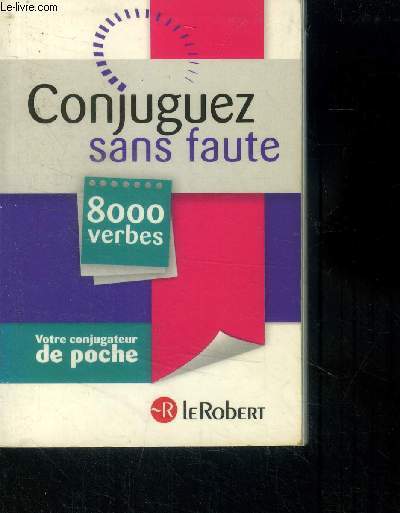 Le-livre.com
Conjuguez
sans faute
8000
verbes
Votre conjugateur
de poche
~R leRobert